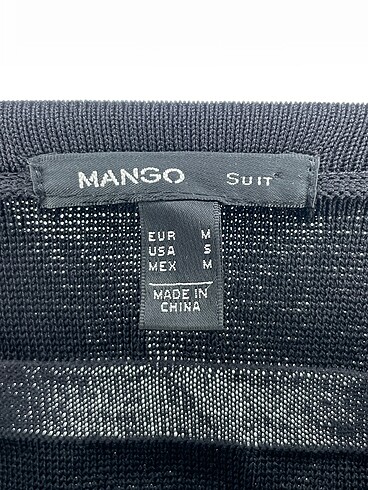 MANGO SUIT
EUR M
USA S
MEX M
MADE IN
CHINA